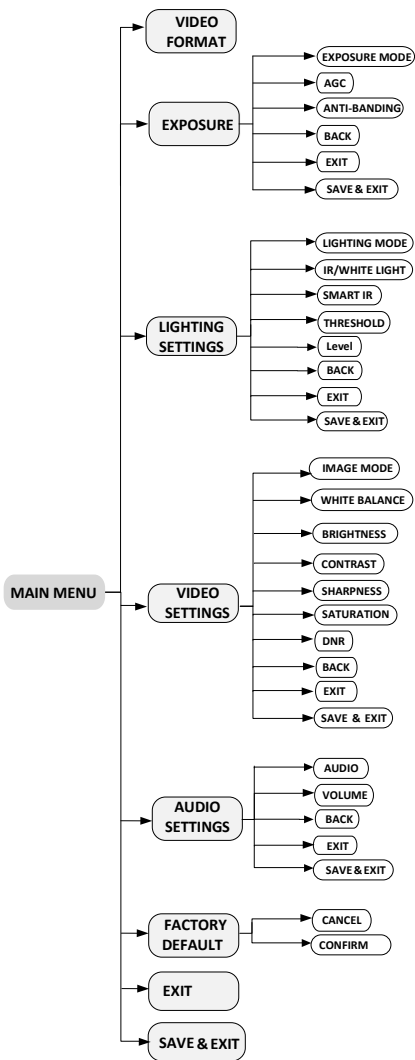 MAIN MENU
VIDEO
FORMAT
EXPOSURE
EXPOSURE MODE
AGC
ANTI-BANDING
BACK
EXIT
SAVE & EXIT
LIGHTING
SETTINGS
LIGHTING MODE
IR/WHITE LIGHT
SMART IR
THRESHOLD
Level
BACK
EXIT
SAVE & EXIT
VIDEO
SETTINGS
IMAGE MODE
WHITE BALANCE
BRIGHTNESS
CONTRAST
SHARPNESS
SATURATION
DNR
BACK
EXIT
SAVE & EXIT
AUDIO
SETTINGS
AUDIO
VOLUME
BACK
EXIT
SAVE & EXIT
FACTORY
DEFAULT
CANCEL
CONFIRM
EXIT
SAVE & EXIT